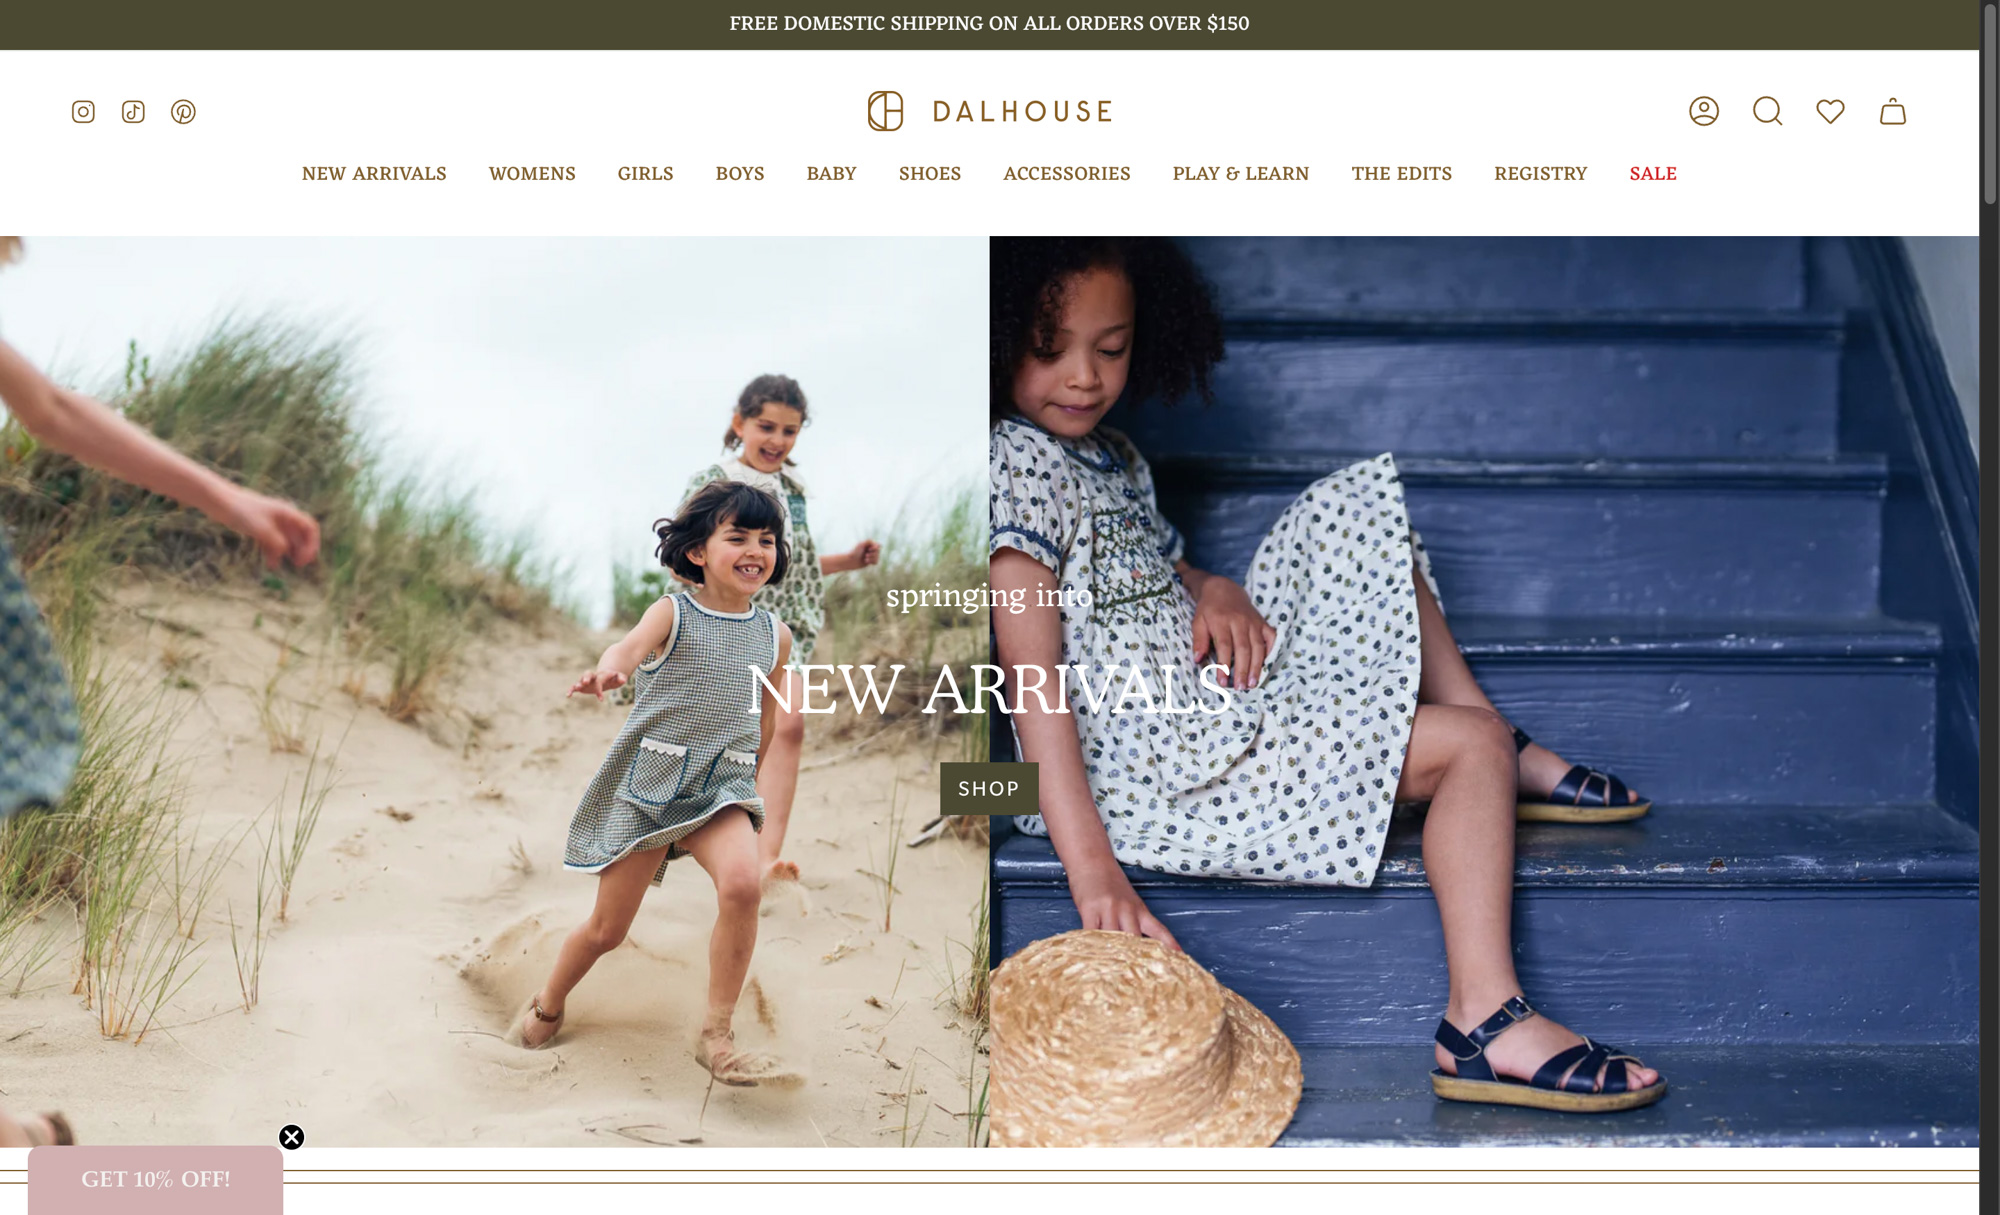 FREE DOMESTIC SHIPPING ON ALL ORDERS OVER $150
DALHOUSE
NEW ARRIVALS WOMENS GIRLS BOYS BABY SHOES ACCESSORIES PLAY & LEARN THE EDITS REGISTRY SALE
springing into
NEW ARRIVALS
SHOP
GET 10% OFF!